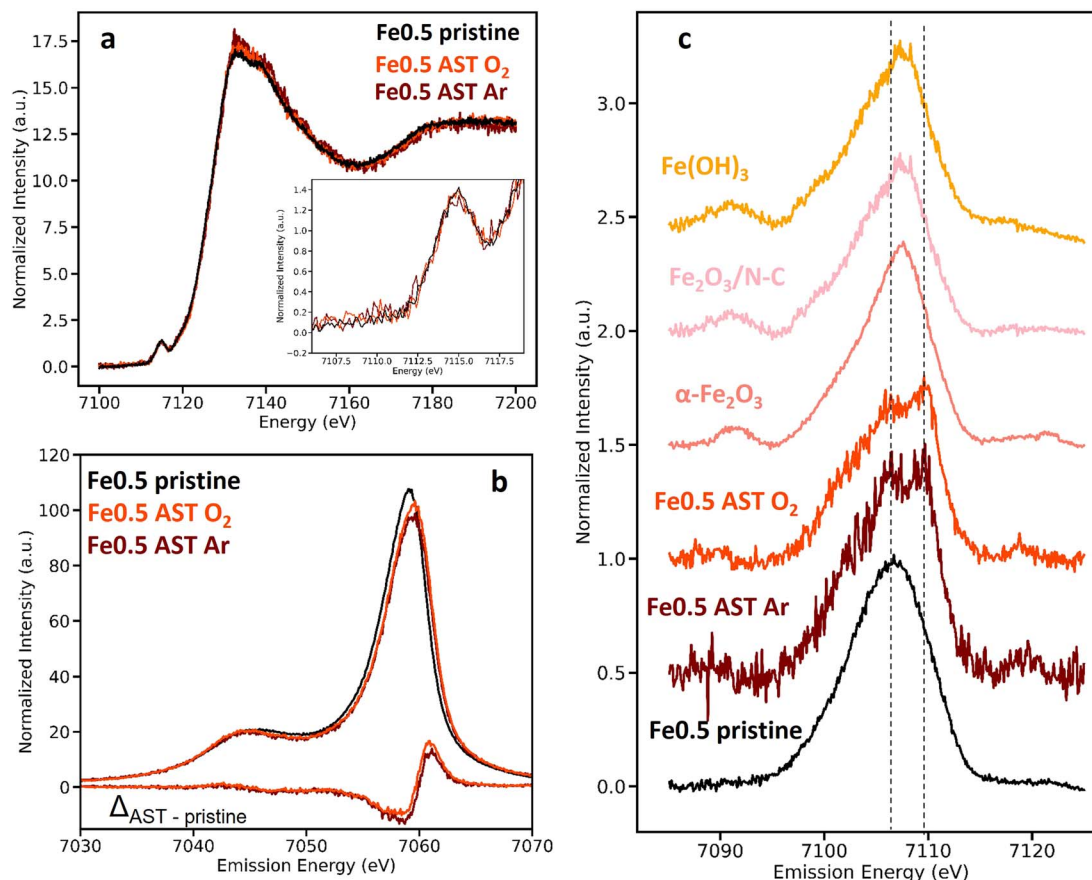 a
Fe0.5 pristine
Fe0.5 AST O₂
Fe0.5 AST Ar
Normalized Intensity (a.u.)
17.5
15.0
12.5
10.0
7.5
5.0
2.5
0.0
7100 7120 7140 7160 7180 7200
Energy (eV)
Normalized Intensity (a.u.)
1.4
1.2
1.0
0.8
0.6
0.4
0.2
0.0
−0.2
7107.5 7110.0 7112.5 7115.0 7117.5
Energy (eV)
b
Fe0.5 pristine
Fe0.5 AST O₂
Fe0.5 AST Ar
Normalized Intensity (a.u.)
120
100
80
60
40
20
0
Δ AST - pristine
7030 7040 7050 7060 7070
Emission Energy (eV)
c
Normalized Intensity (a.u.)
3.0
2.5
2.0
1.5
1.0
0.5
0.0
Fe(OH)₃
Fe₂O₃/N-C
α-Fe₂O₃
Fe0.5 AST O₂
Fe0.5 AST Ar
Fe0.5 pristine
7090 7100 7110 7120
Emission Energy (eV)